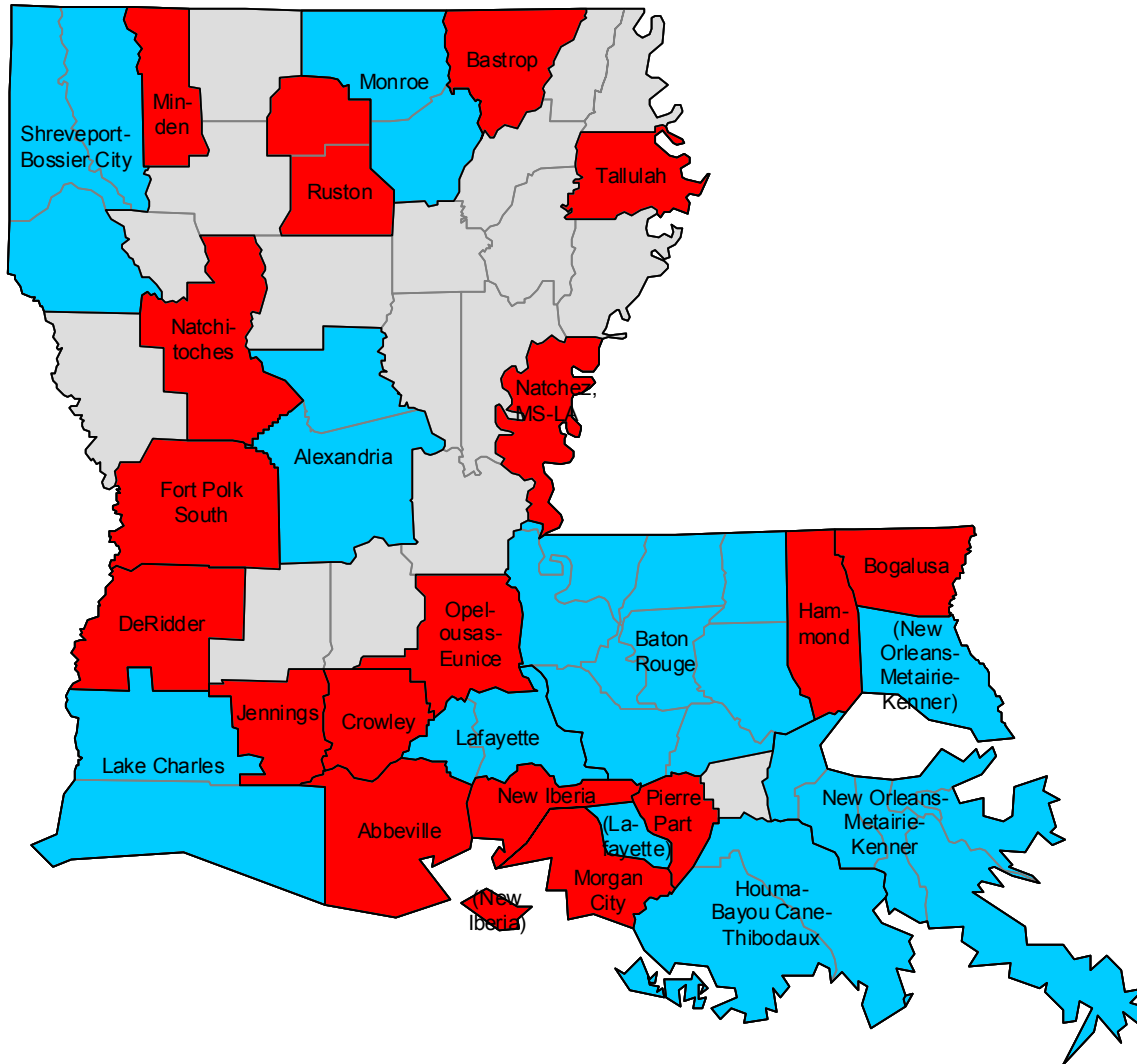 Bastrop
Monroe
Min-
den
Shreveport-
Bossier City
Tallulah
Ruston
Natchi-
toches
Natchez,
MS-LA
Alexandria
Fort Polk
South
Bogalusa
DeRidder
Opel-
ousas-
Eunice
Ham-
mond
(New
Orleans-
Metairie-
Kenner)
Baton
Rouge
Jennings
Crowley
Lafayette
Lake Charles
New Iberia
Pierre
Part
New Orleans-
Metairie-
Kenner
Abbeville
(La-
fayette)
Morgan
City
Houma-
Bayou Cane-
Thibodaux
(New
Iberia)